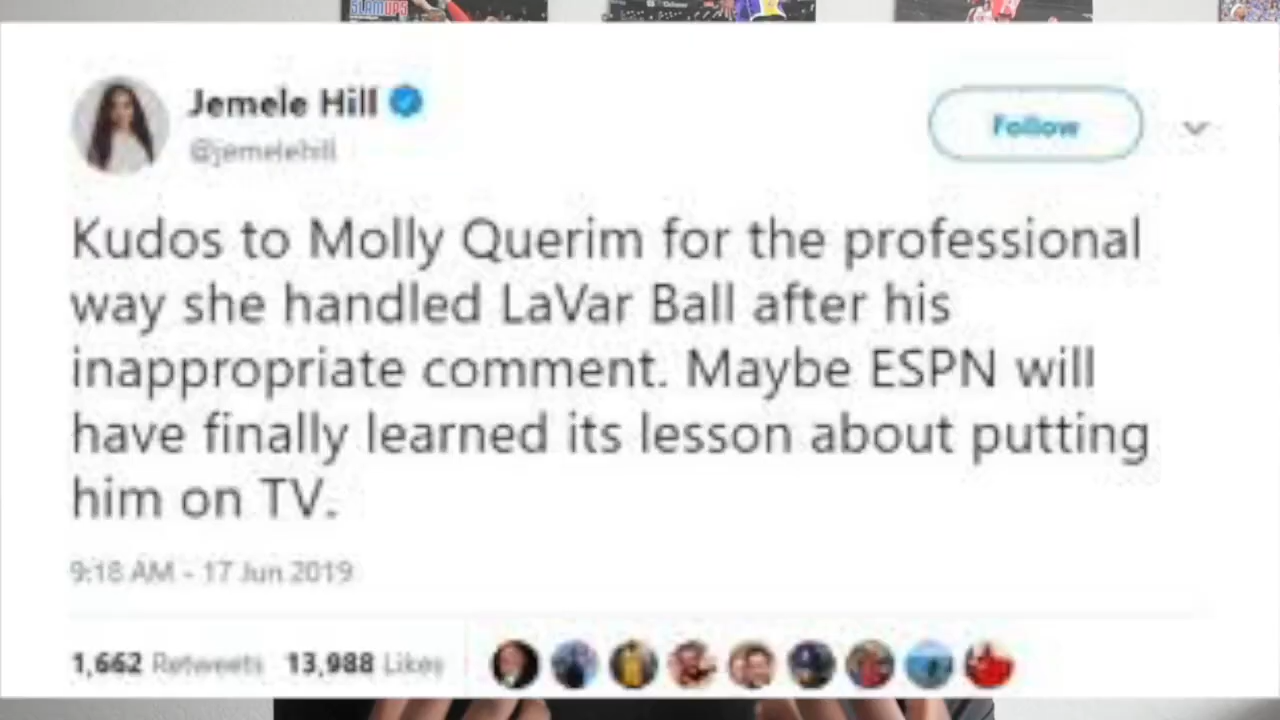 SLAMUPS
Jemele Hill
@jemelehill
Follow
Kudos to Molly Querim for the professional
way she handled LaVar Ball after his
inappropriate comment. Maybe ESPN will
have finally learned its lesson about putting
him on TV.
9:18 AM - 17 Jun 2019
1,662 Retweets 13,988 Likes